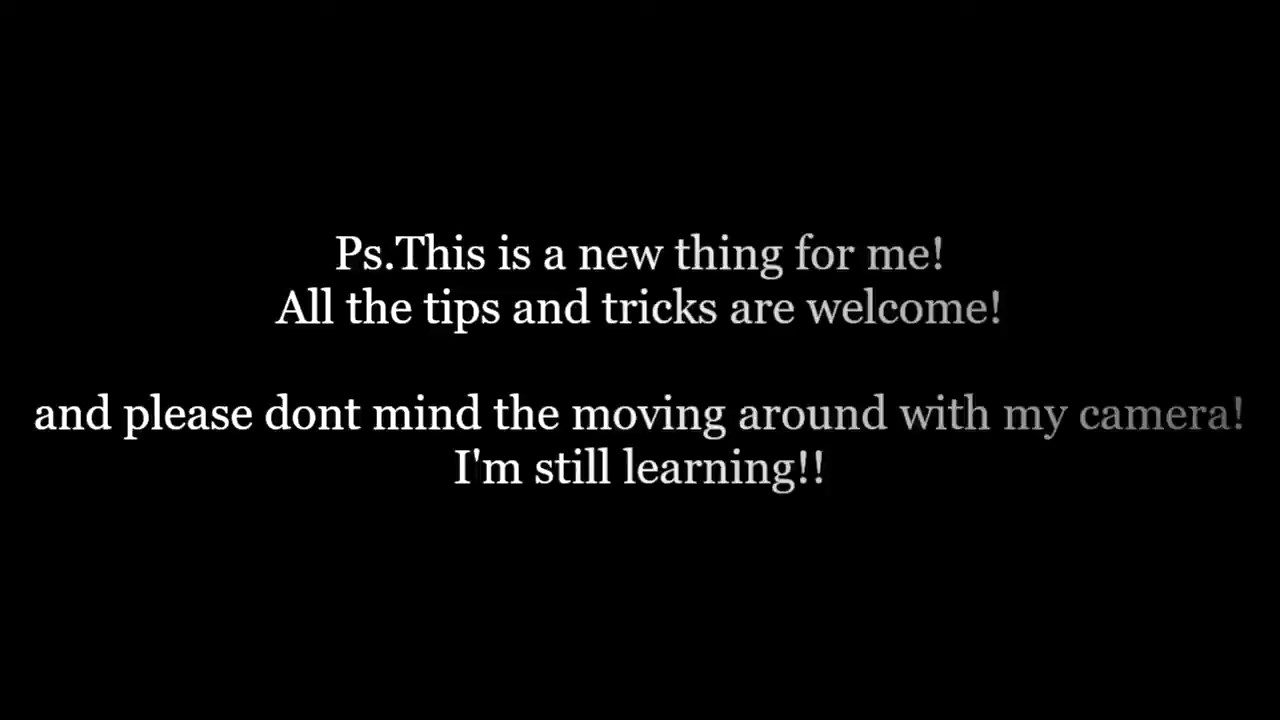 Ps.This is a new thing for me!
All the tips and tricks are welcome!
and please dont mind the moving around with my camera!
I'm still learning!!